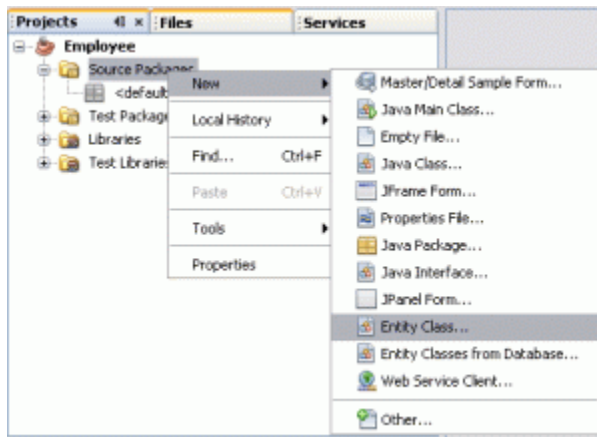 Projects
Files
Services
Employee
Source Packages
<default
Test Package
Libraries
Test Libraries
New
Local History
Find... Ctrl+F
Paste Ctrl+V
Tools
Properties
Master/Detail Sample Form...
Java Main Class...
Empty File...
Java Class...
JFrame Form...
Properties File...
Java Package...
Java Interface...
JPanel Form...
Entity Class...
Entity Classes from Database...
Web Service Client...
Other...